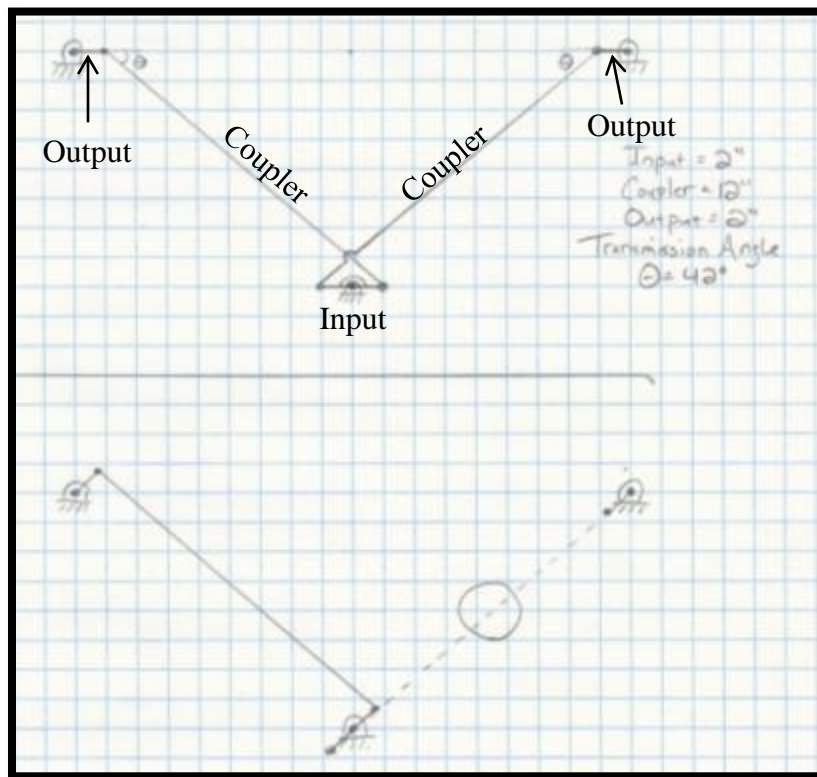 θ
θ
Output
Output
Coupler
Coupler
Input = 2"
Coupler = 12"
Output = 2"
Transmission Angle
θ = 42°
Input